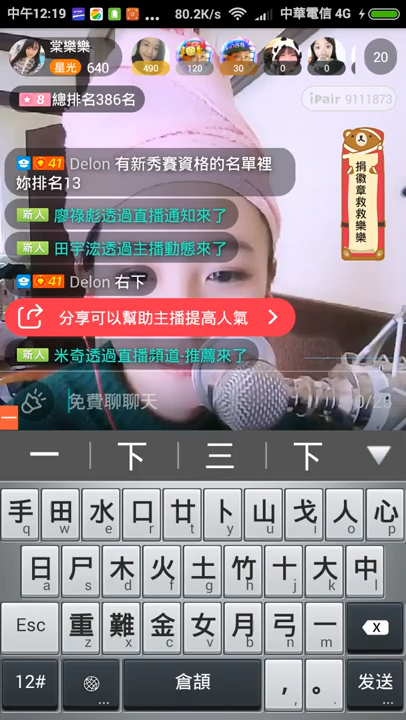 中午12:19 80.2K/s 中華電信 4G
棠樂樂
星光 640
490 120 30 0 0 20
8 總排名386名
iPair 9111873
捐徽章救救樂樂
41 Delon 有新秀賽資格的名單裡
妳排名13
新人 廖祿彪透過直播通知來了
新人 田宇浤透過主播動態來了
41 Delon 右下
分享可以幫助主播提高人氣
新人 米奇透過直播頻道-推薦來了
免費聊聊天 0/25
一 下 三 下
手 田 水 口 廿 卜 山 戈 人 心
q w e r t y u i o p
日 尸 木 火 土 竹 十 大 中
a s d f g h j k l
Esc 重 難 金 女 月 弓 一
z x c v b n m
12# 倉頡 , 。 发送